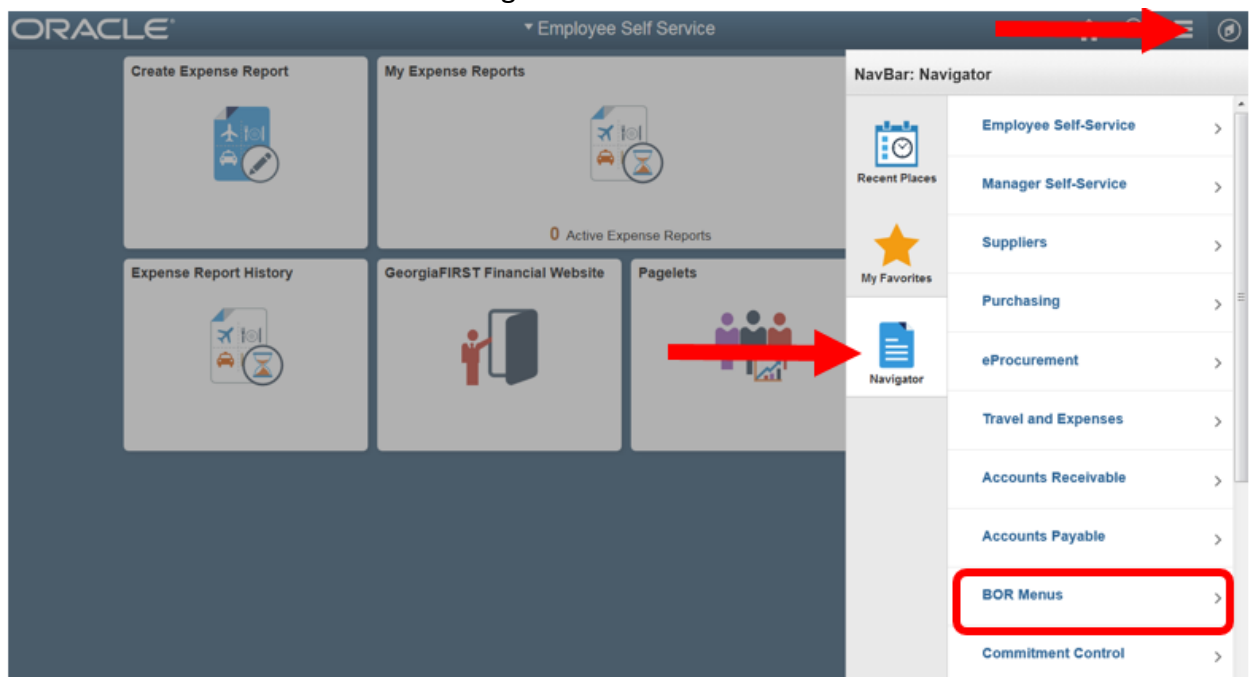 ORACLE
Employee Self Service
Create Expense Report
My Expense Reports
0 Active Expense Reports
Expense Report History
GeorgiaFIRST Financial Website
Pagelets
NavBar: Navigator
Recent Places
My Favorites
Navigator
Employee Self-Service
Manager Self-Service
Suppliers
Purchasing
eProcurement
Travel and Expenses
Accounts Receivable
Accounts Payable
BOR Menus
Commitment Control